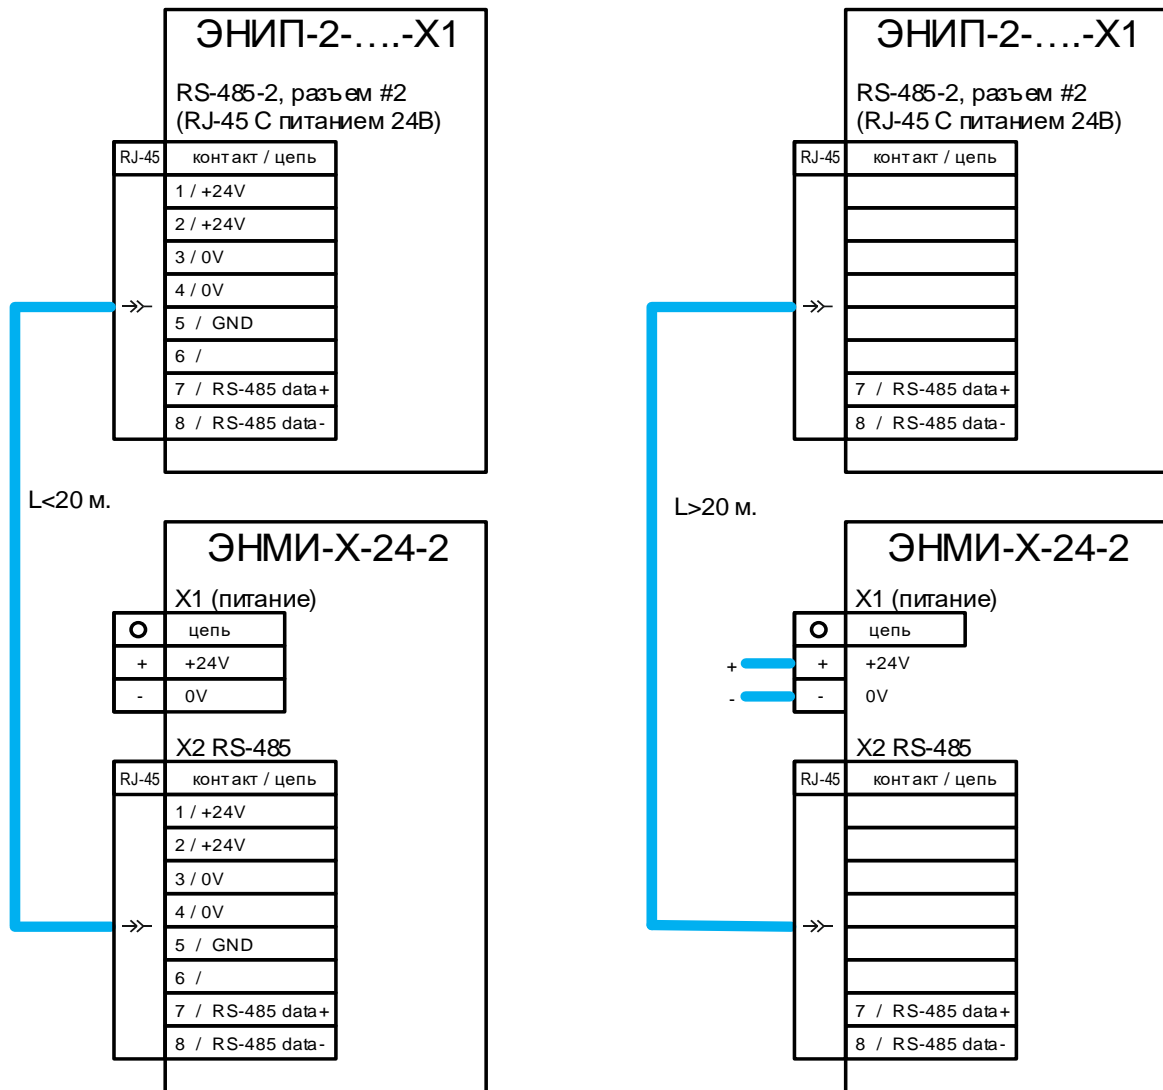 ЭНИП-2-….-X1
RS-485-2, разъем #2
(RJ-45 С питанием 24В)
RJ-45 контакт / цепь
1 / +24V
2 / +24V
3 / 0V
4 / 0V
5 / GND
6 /
7 / RS-485 data+
8 / RS-485 data-
L<20 м.
ЭНМИ-X-24-2
X1 (питание)
цепь
+ +24V
- 0V
X2 RS-485
RJ-45 контакт / цепь
1 / +24V
2 / +24V
3 / 0V
4 / 0V
5 / GND
6 /
7 / RS-485 data+
8 / RS-485 data-
ЭНИП-2-….-X1
RS-485-2, разъем #2
(RJ-45 С питанием 24В)
RJ-45 контакт / цепь
7 / RS-485 data+
8 / RS-485 data-
L>20 м.
ЭНМИ-X-24-2
X1 (питание)
цепь
+ + +24V
- - 0V
X2 RS-485
RJ-45 контакт / цепь
7 / RS-485 data+
8 / RS-485 data-